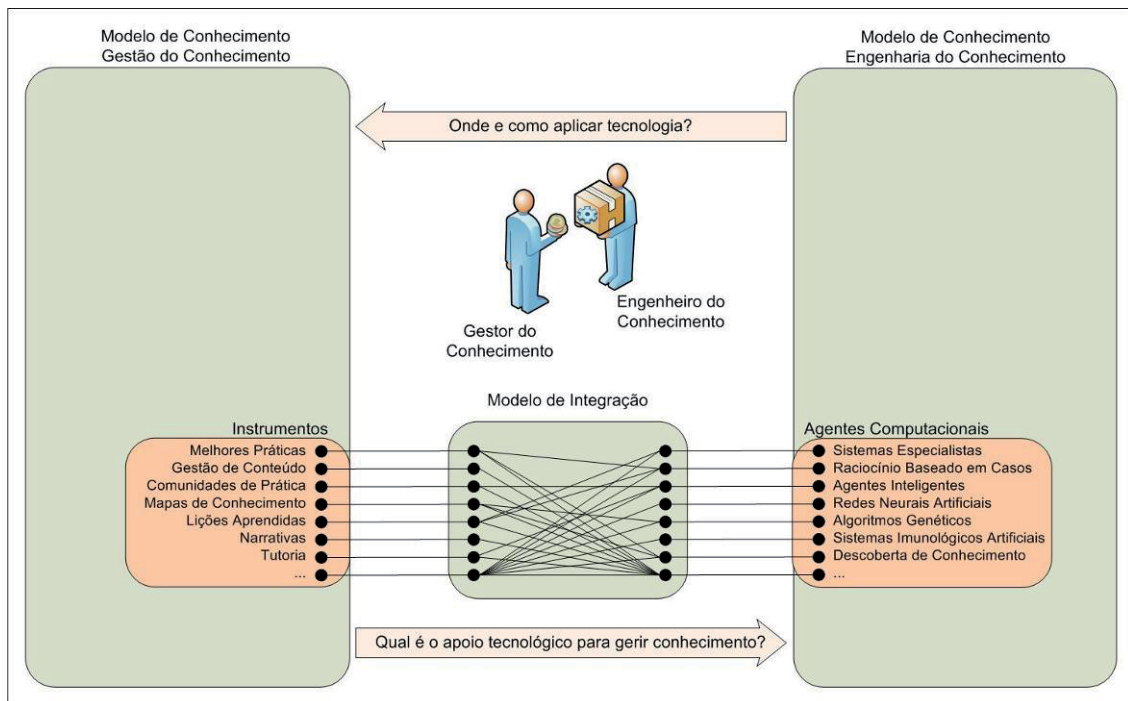 Modelo de Conhecimento
Gestão do Conhecimento
Modelo de Conhecimento
Engenharia do Conhecimento
Onde e como aplicar tecnologia?
Engenheiro do
Conhecimento
Gestor do
Conhecimento
Modelo de Integração
Instrumentos
Melhores Práticas
Gestão de Conteúdo
Comunidades de Prática
Mapas de Conhecimento
Lições Aprendidas
Narrativas
Tutoria
...
Agentes Computacionais
Sistemas Especialistas
Raciocínio Baseado em Casos
Agentes Inteligentes
Redes Neurais Artificiais
Algoritmos Genéticos
Sistemas Imunológicos Artificiais
Descoberta de Conhecimento
...
Qual é o apoio tecnológico para gerir conhecimento?